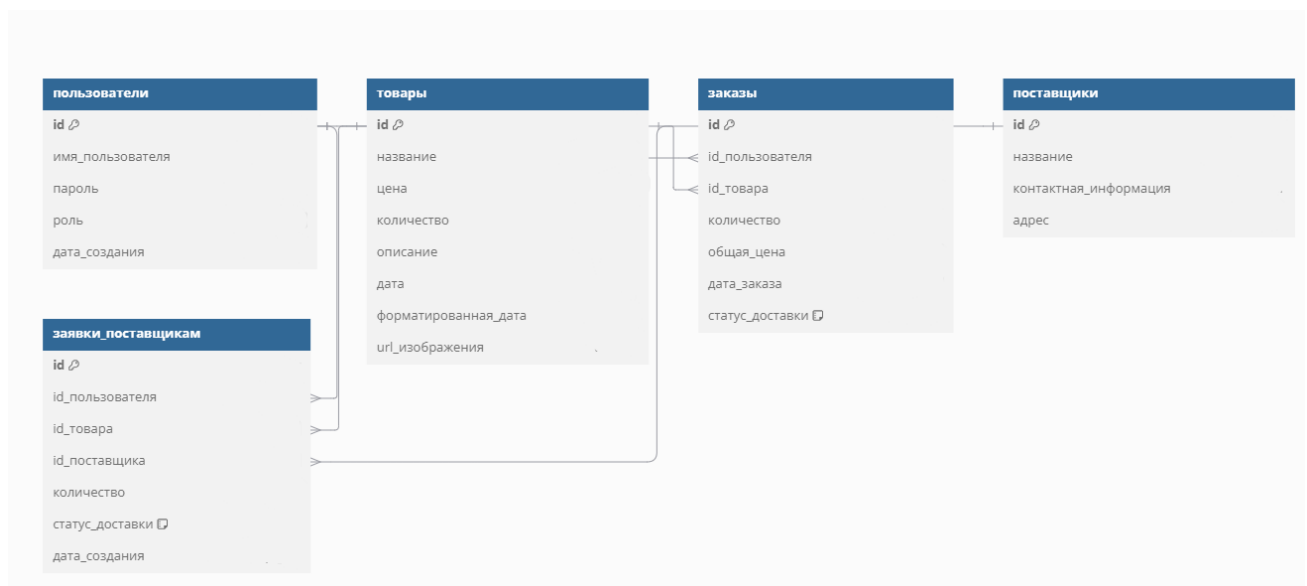 пользователи
id
имя_пользователя
пароль
роль
дата_создания
товары
id
название
цена
количество
описание
дата
форматированная_дата
url_изображения
заказы
id
id_пользователя
id_товара
количество
общая_цена
дата_заказа
статус_доставки
поставщики
id
название
контактная_информация
адрес
заявки_поставщикам
id
id_пользователя
id_товара
id_поставщика
количество
статус_доставки
дата_создания